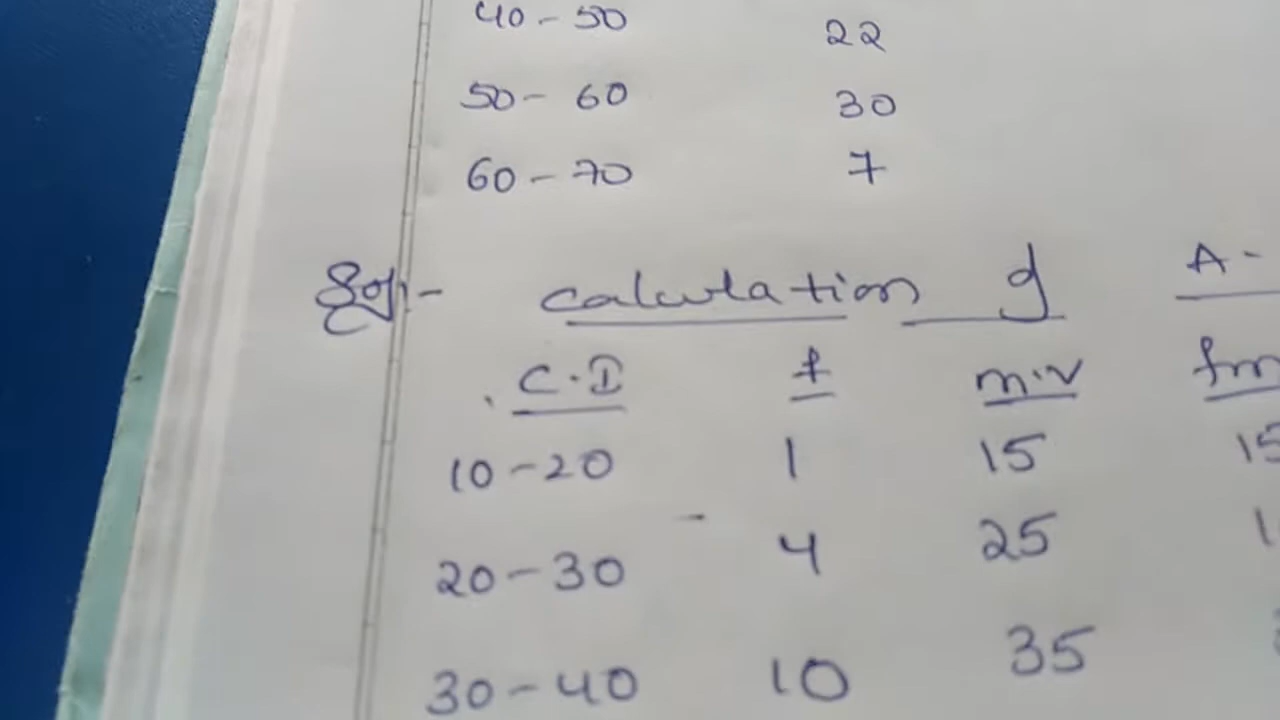 40-50 22
50-60 30
60-70 7
Sol:- Calculation of A-
C.I f m.v fm
10-20 1 15 15
20-30 4 25 1
30-40 10 35